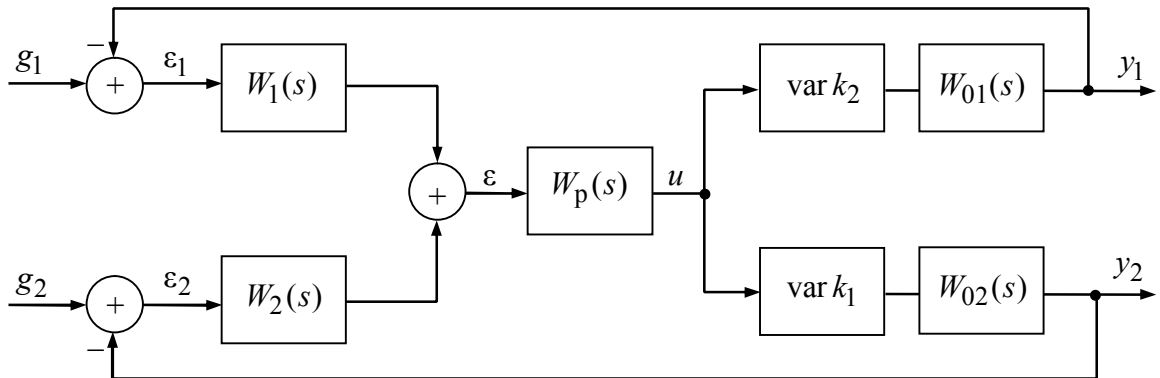 −
g₁
+
ε₁
W₁(s)
var k₂
W₀₁(s)
y₁
+
ε
Wₚ(s)
u
g₂
+
ε₂
W₂(s)
var k₁
W₀₂(s)
y₂
−